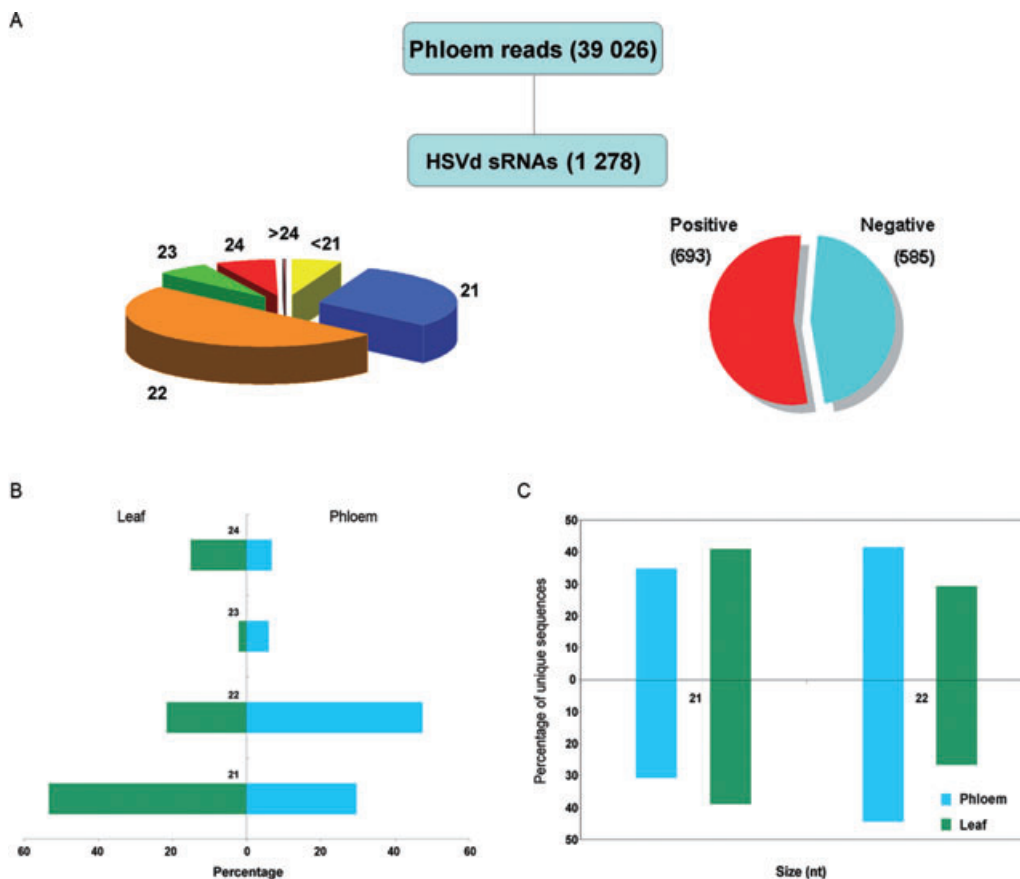 A
Phloem reads (39 026)
HSVd sRNAs (1 278)
23
24
>24
<21
21
22
Positive
(693)
Negative
(585)
B
Leaf
Phloem
24
23
22
21
60
40
20
0
20
40
60
Percentage
C
Percentage of unique sequences
50
40
30
20
10
0
10
20
30
40
50
21
22
Phloem
Leaf
Size (nt)